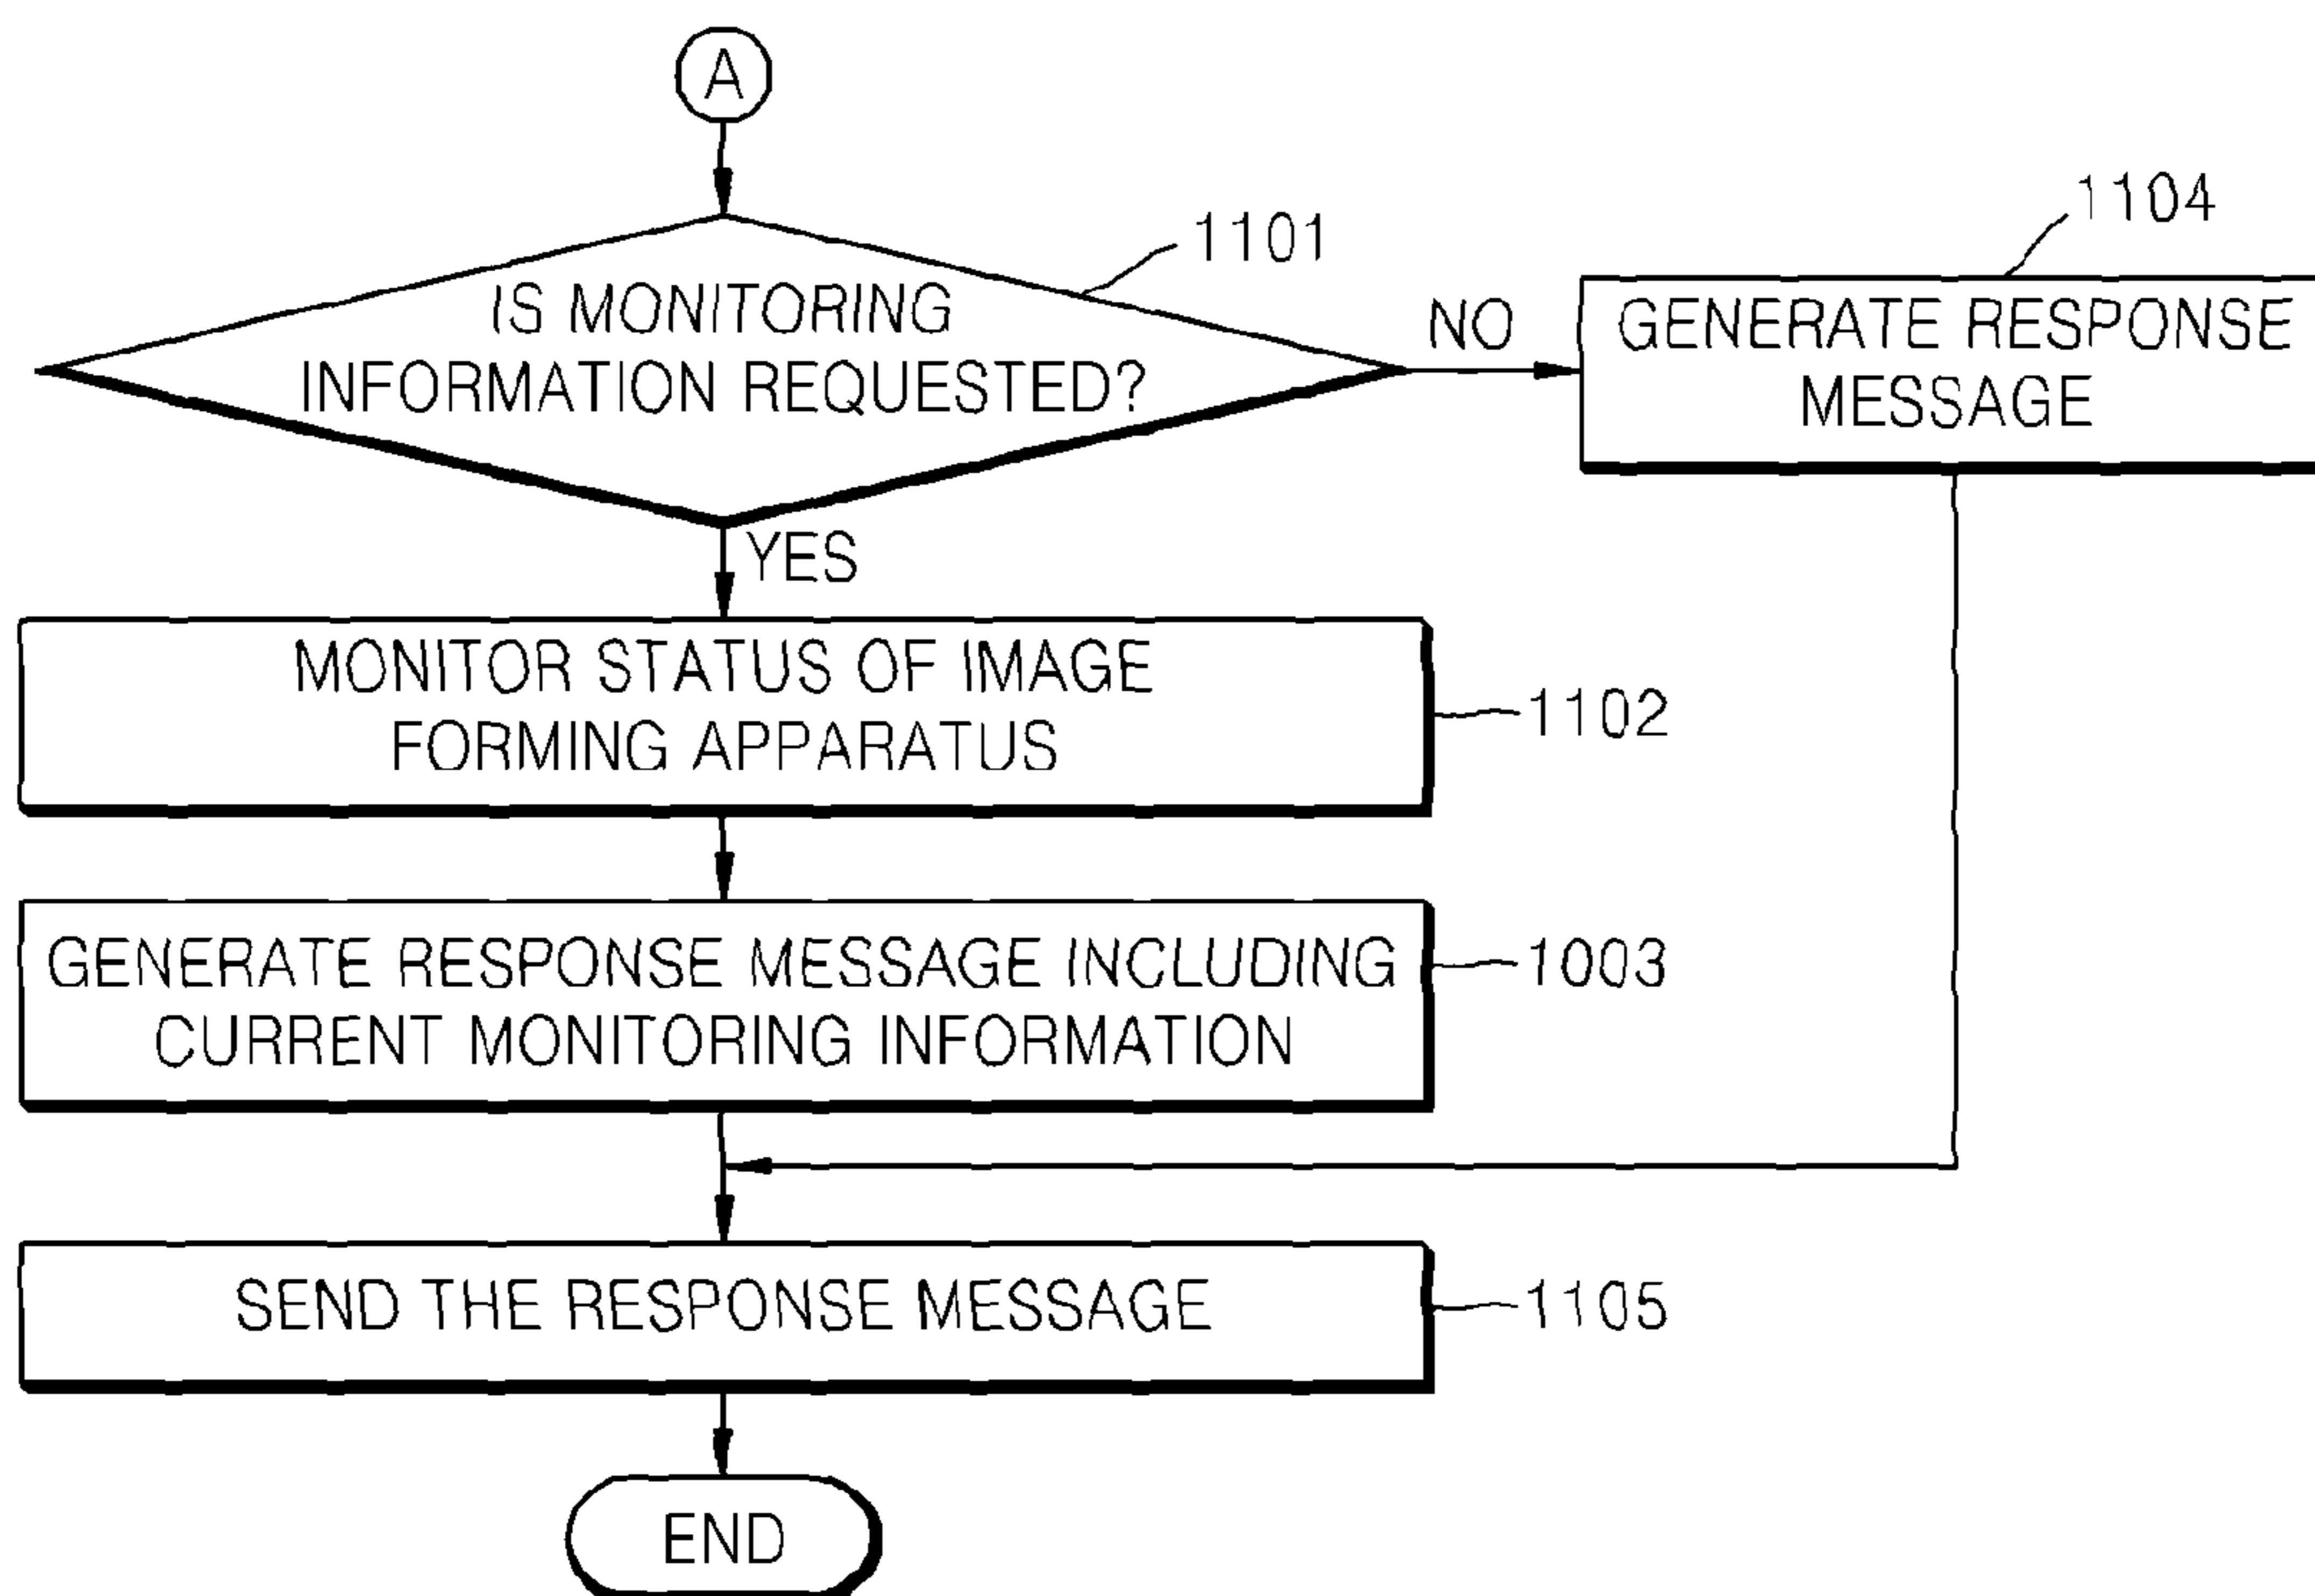 A
1101
1104
IS MONITORING
INFORMATION REQUESTED?
NO
GENERATE RESPONSE
MESSAGE
YES
MONITOR STATUS OF IMAGE
FORMING APPARATUS
1102
GENERATE RESPONSE MESSAGE INCLUDING
CURRENT MONITORING INFORMATION
1003
SEND THE RESPONSE MESSAGE
1105
END